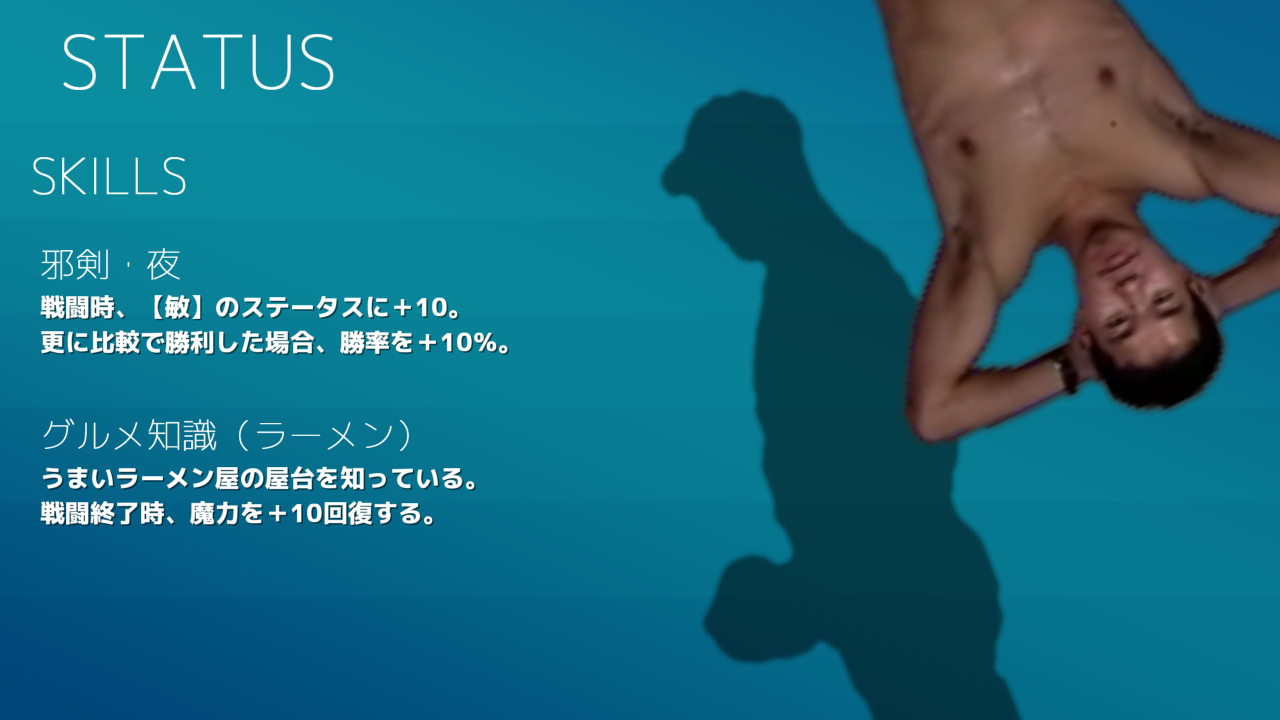 STATUS
SKILLS
邪剣・夜
戦闘時、【敏】のステータスに＋10。
更に比較で勝利した場合、勝率を＋10%。
グルメ知識（ラーメン）
うまいラーメン屋の屋台を知っている。
戦闘終了時、魔力を＋10回復する。